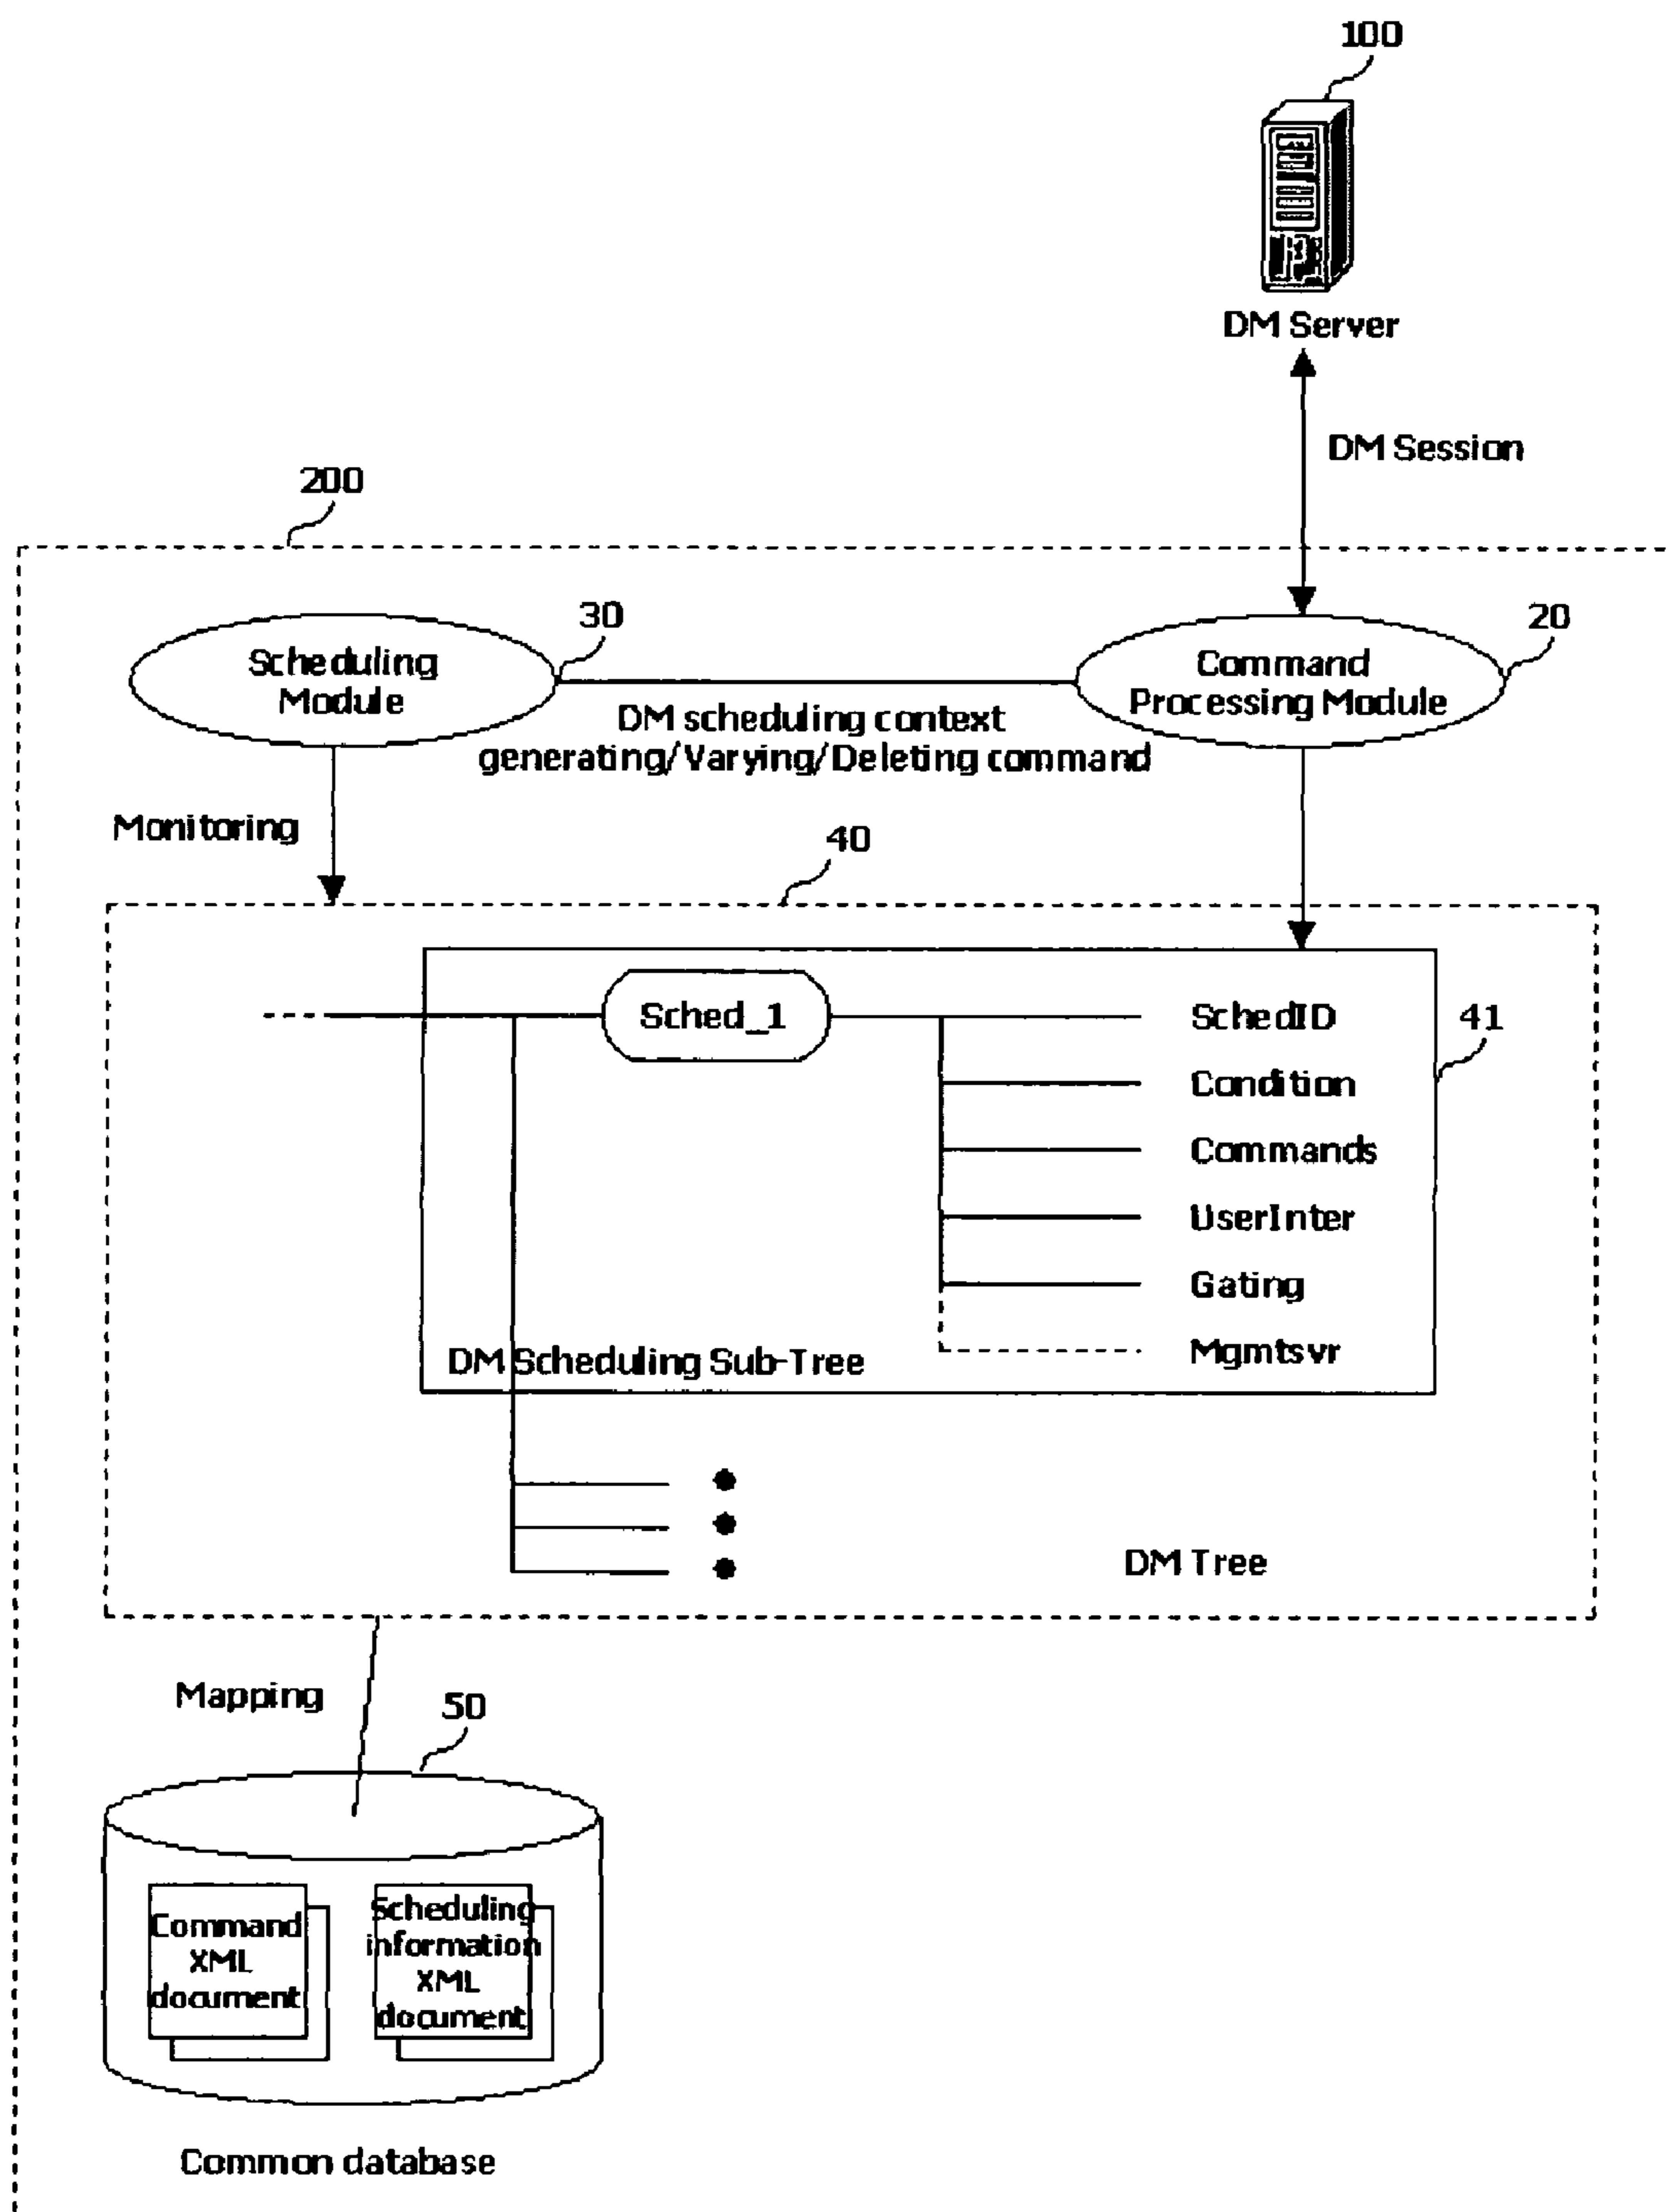 100
DM Server
DM Session
200
30
20
Scheduling
Module
Command
Processing Module
DM scheduling context
generating/Varying/Deleting command
Monitoring
40
Sched_1
SchedID
41
Condition
Commands
UserInter
Gating
Mgmtsvr
DM Scheduling Sub-Tree
DM Tree
Mapping
50
Command
XML
document
Scheduling
information
XML
document
Common database